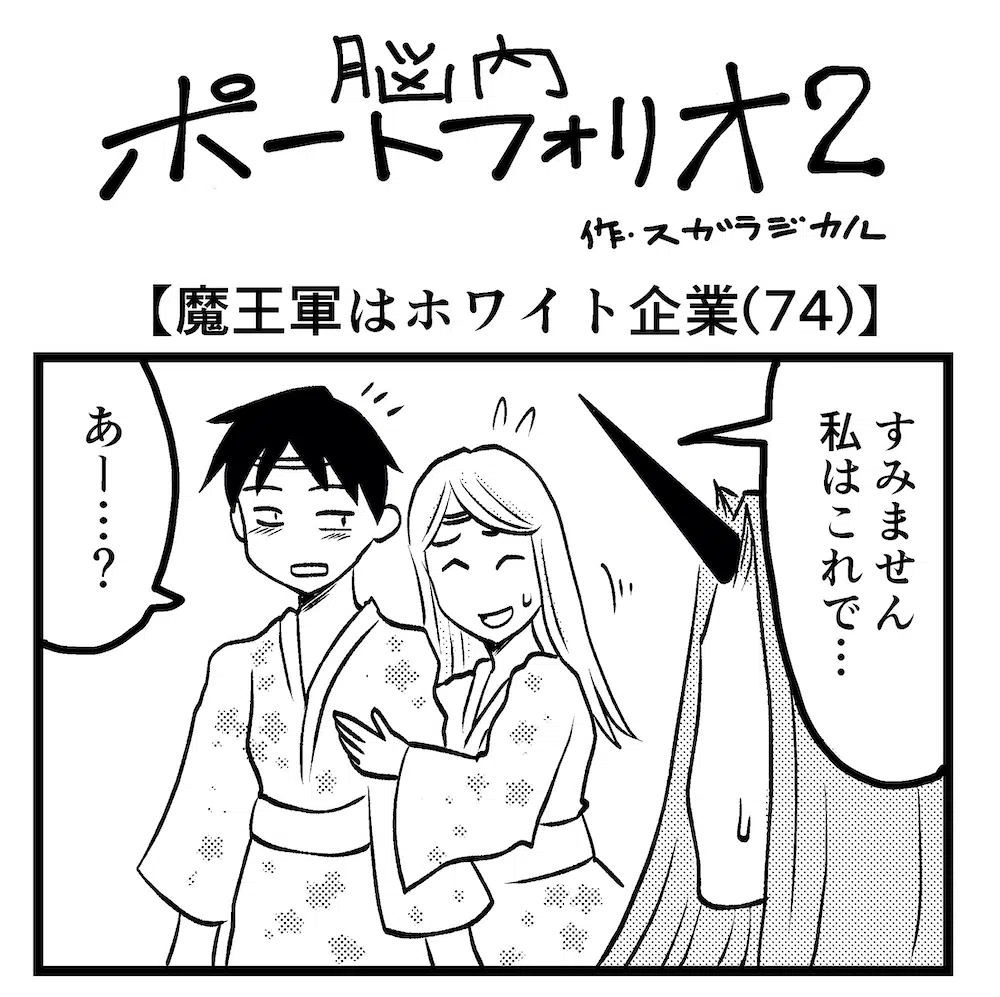 脳内
ポートフォリオ2
作・スガラジカル
【魔王軍はホワイト企業(74)】
すみません
私はこれで…
あー…?